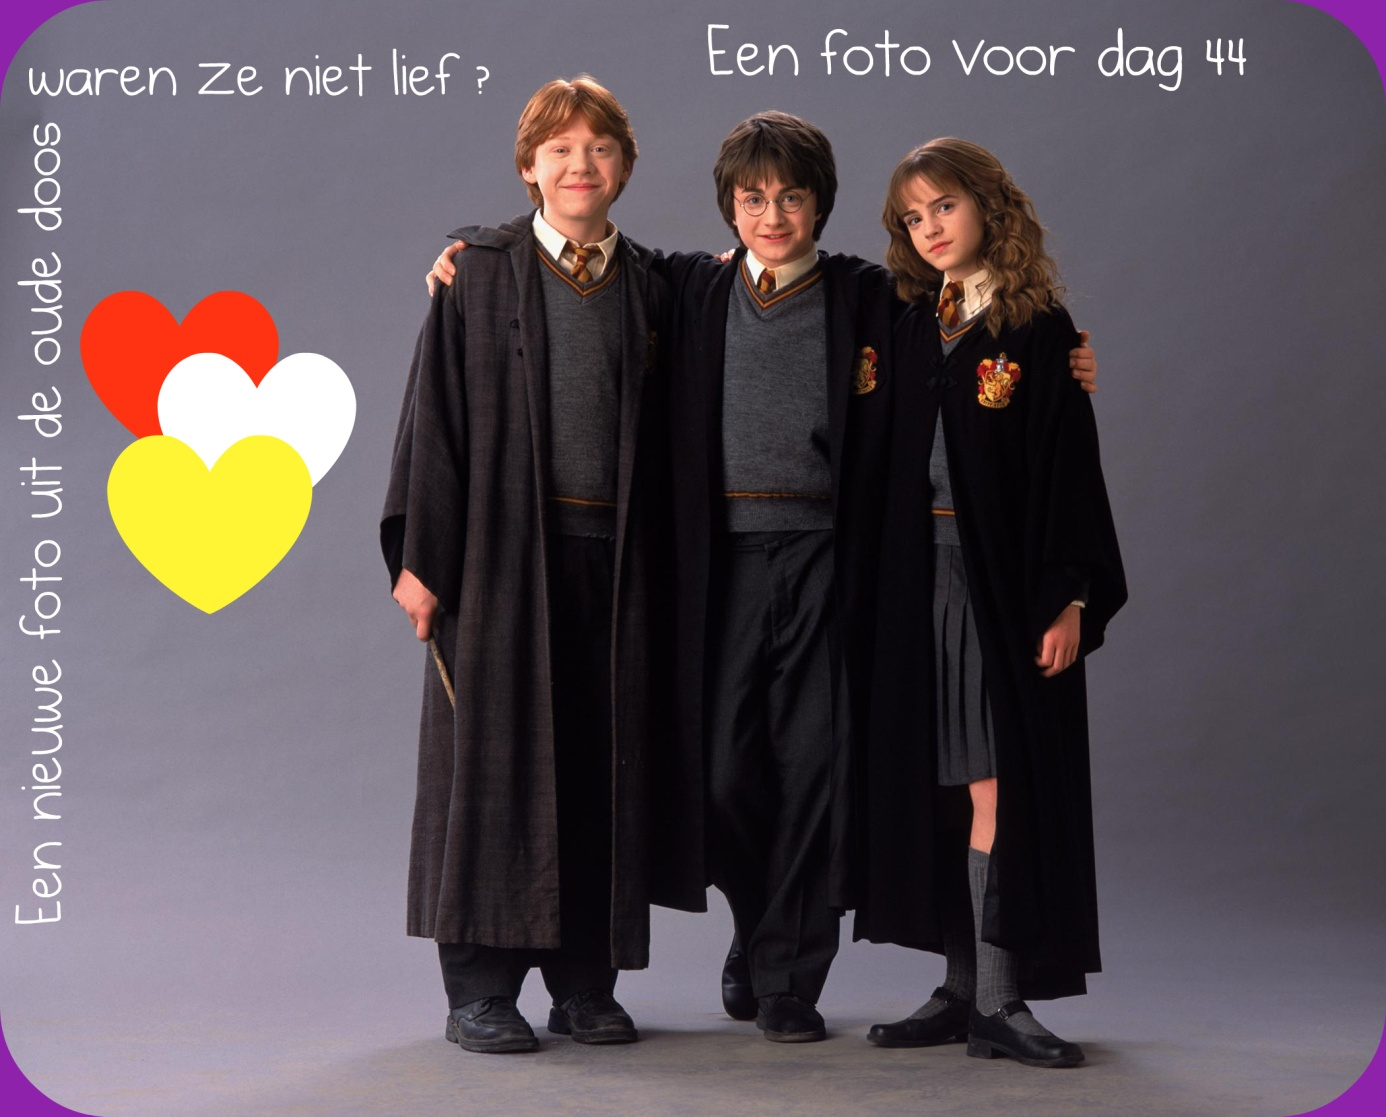 waren ze niet lief ?
Een foto voor dag 44
Een nieuwe foto uit de oude doos